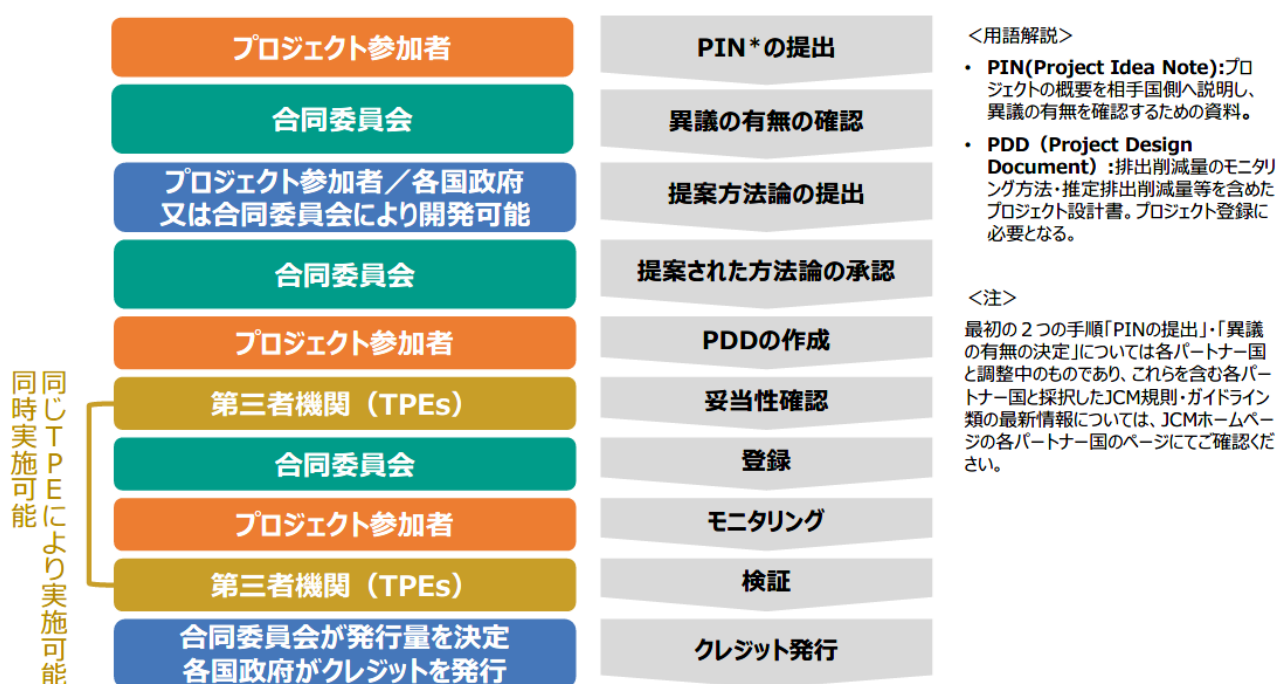 プロジェクト参加者
PIN*の提出
合同委員会
異議の有無の確認
プロジェクト参加者／各国政府
又は合同委員会により開発可能
提案方法論の提出
合同委員会
提案された方法論の承認
プロジェクト参加者
PDDの作成
第三者機関（TPEs）
妥当性確認
合同委員会
登録
プロジェクト参加者
モニタリング
第三者機関（TPEs）
検証
合同委員会が発行量を決定
各国政府がクレジットを発行
クレジット発行
同じTPEにより実施可能
同時実施可能
＜用語解説＞
• PIN(Project Idea Note):プロ
ジェクトの概要を相手国側へ説明し、
異議の有無を確認するための資料。
• PDD（Project Design
Document）:排出削減量のモニタリ
ング方法・推定排出削減量等を含めた
プロジェクト設計書。プロジェクト登録に
必要となる。
＜注＞
最初の２つの手順「PINの提出」・「異議
の有無の決定」については各パートナー国
と調整中のものであり、これらを含む各パー
トナー国と採択したJCM規則・ガイドライン
類の最新情報については、JCMホームペー
ジの各パートナー国のページにてご確認くだ
さい。